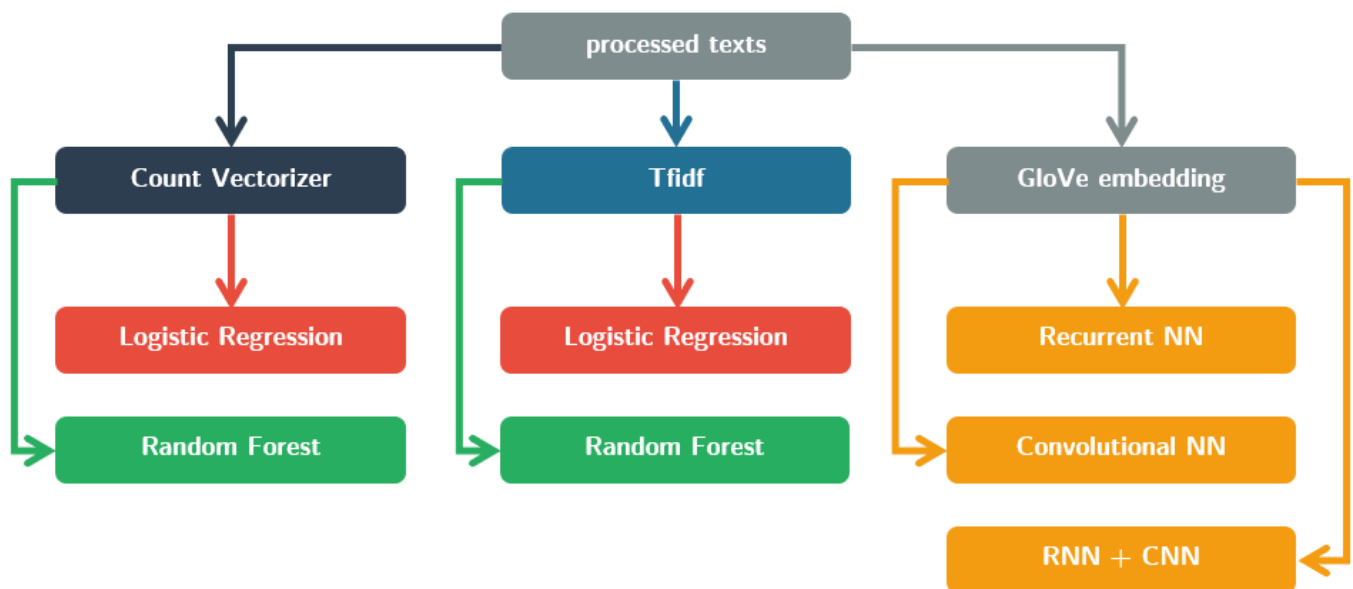 processed texts
Count Vectorizer
Tfidf
GloVe embedding
Logistic Regression
Logistic Regression
Recurrent NN
Random Forest
Random Forest
Convolutional NN
RNN + CNN